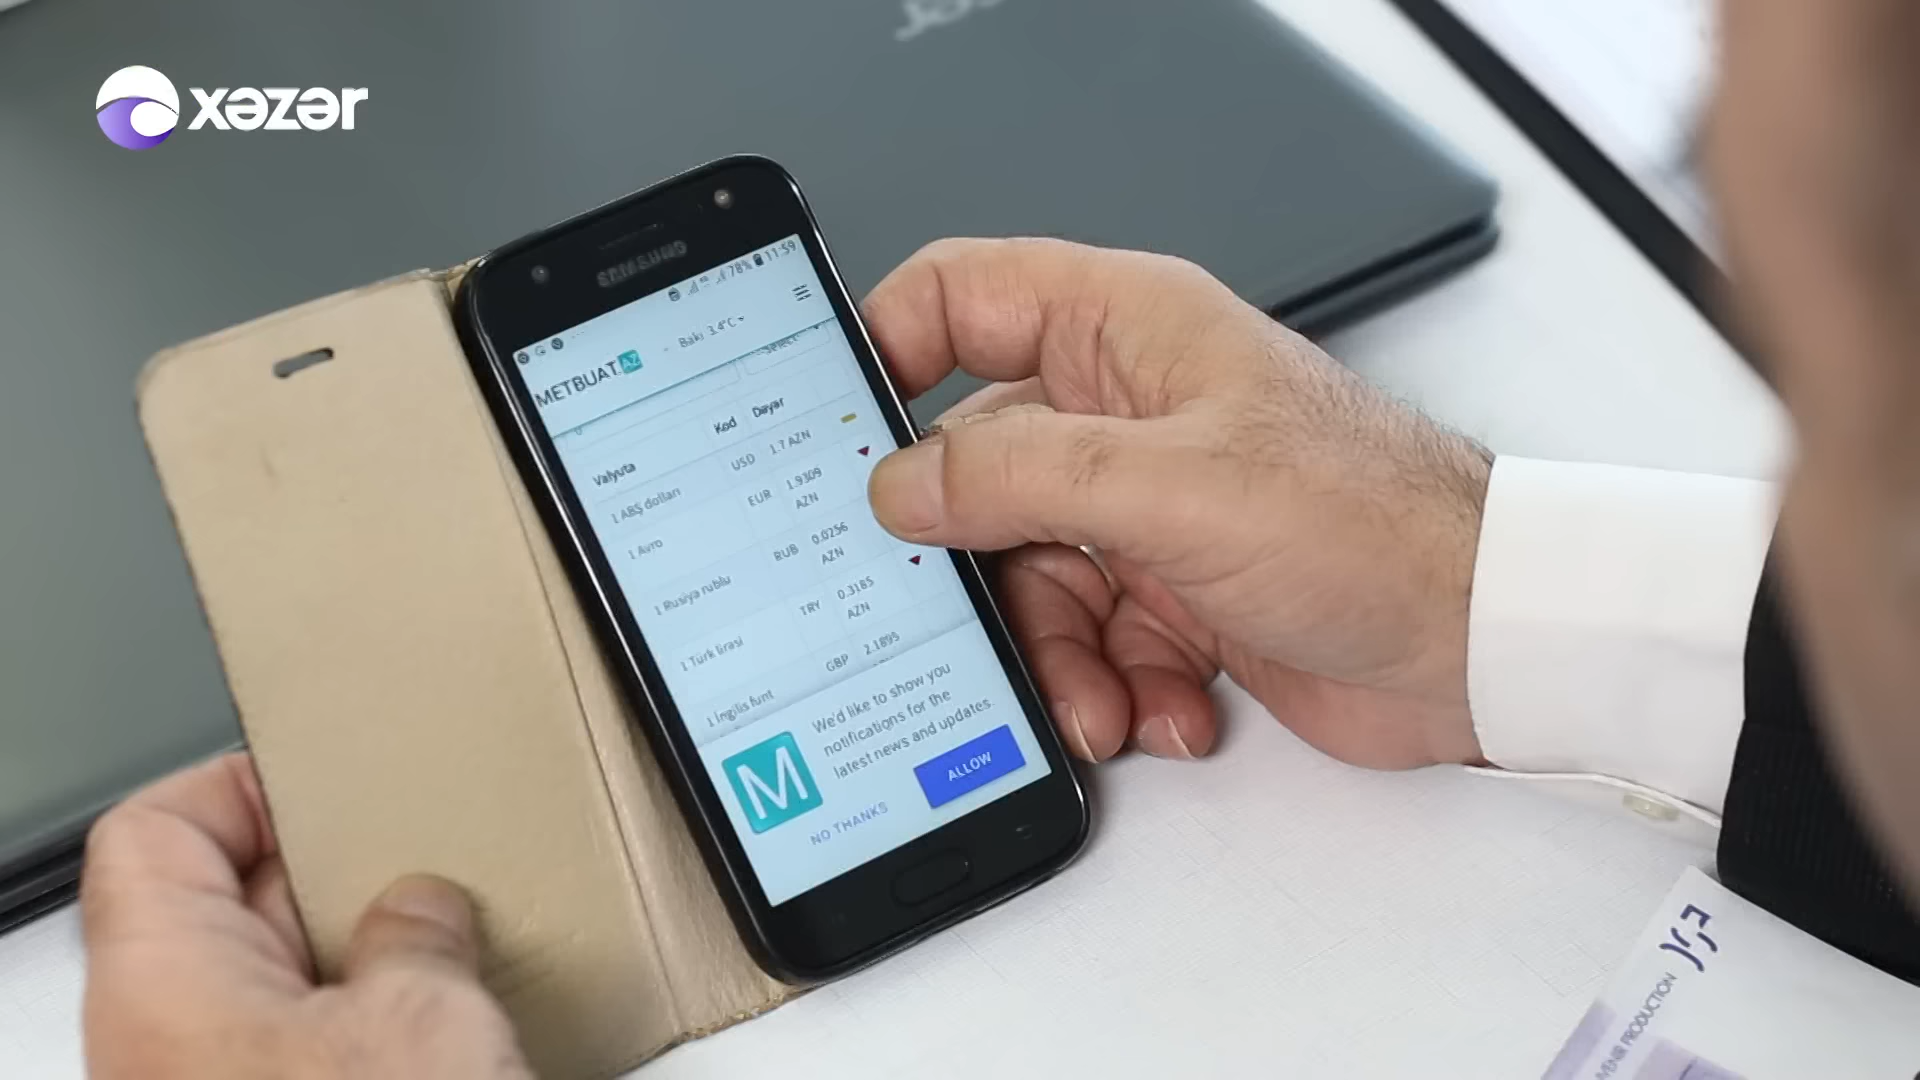 xəzər
acer
SAMSUNG
78% 11:59
METBUAT.AZ
Bakı 3.4°C
Select
Valyuta Kod Dəyər
1 ABŞ dolları USD 1.7 AZN
1 Avro EUR 1.9309 AZN
1 Rusiya rublu RUB 0.0256 AZN
1 Türk lirəsi TRY 0.3185 AZN
1 İngilis funt GBP 2.1895
We'd like to show you
notifications for the
latest news and updates.
M
NO THANKS
ALLOW
PRODUCTION